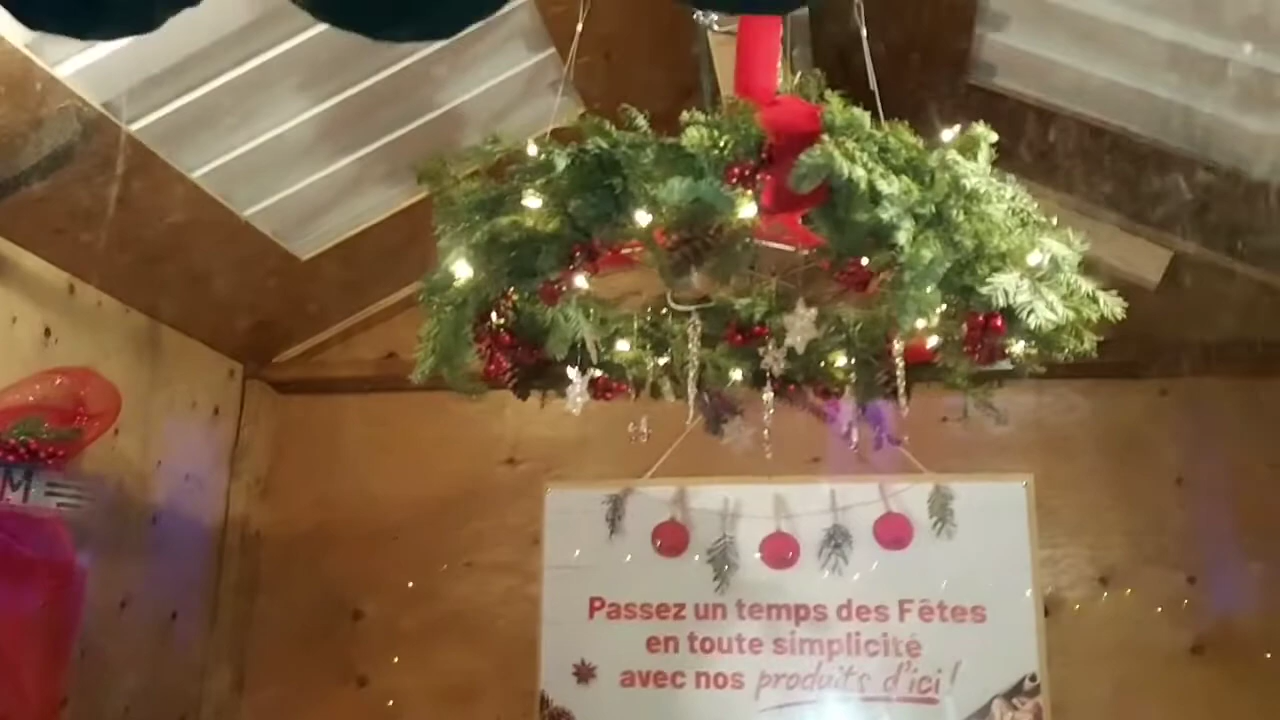 M
Passez un temps des Fêtes
en toute simplicité
avec nos produits d'ici!